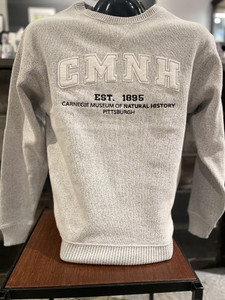 CMNH
EST. 1895
CARNEGIE MUSEUM OF NATURAL HISTORY
PITTSBURGH